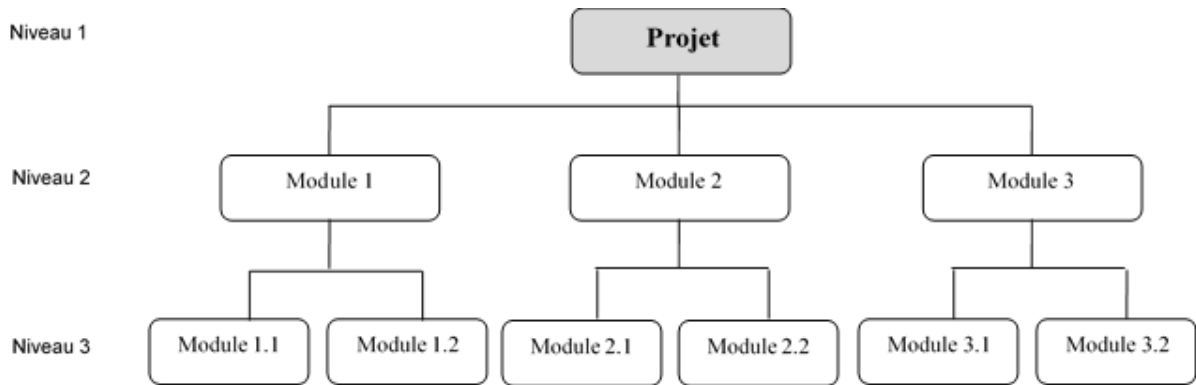 Niveau 1
Projet
Niveau 2
Module 1
Module 2
Module 3
Niveau 3
Module 1.1
Module 1.2
Module 2.1
Module 2.2
Module 3.1
Module 3.2